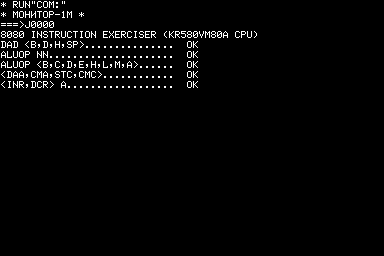 * RUN"COM:"
* МОНИТОР-1М *
===>J0000
8080 INSTRUCTION EXERCISER (KR580VM80A CPU)
DAD <B,D,H,SP>...............  OK
ALUOP NN.....................  OK
ALUOP <B,C,D,E,H,L,M,A>......  OK
<DAA,CMA,STC,CMC>............  OK
<INR,DCR> A..................  OK